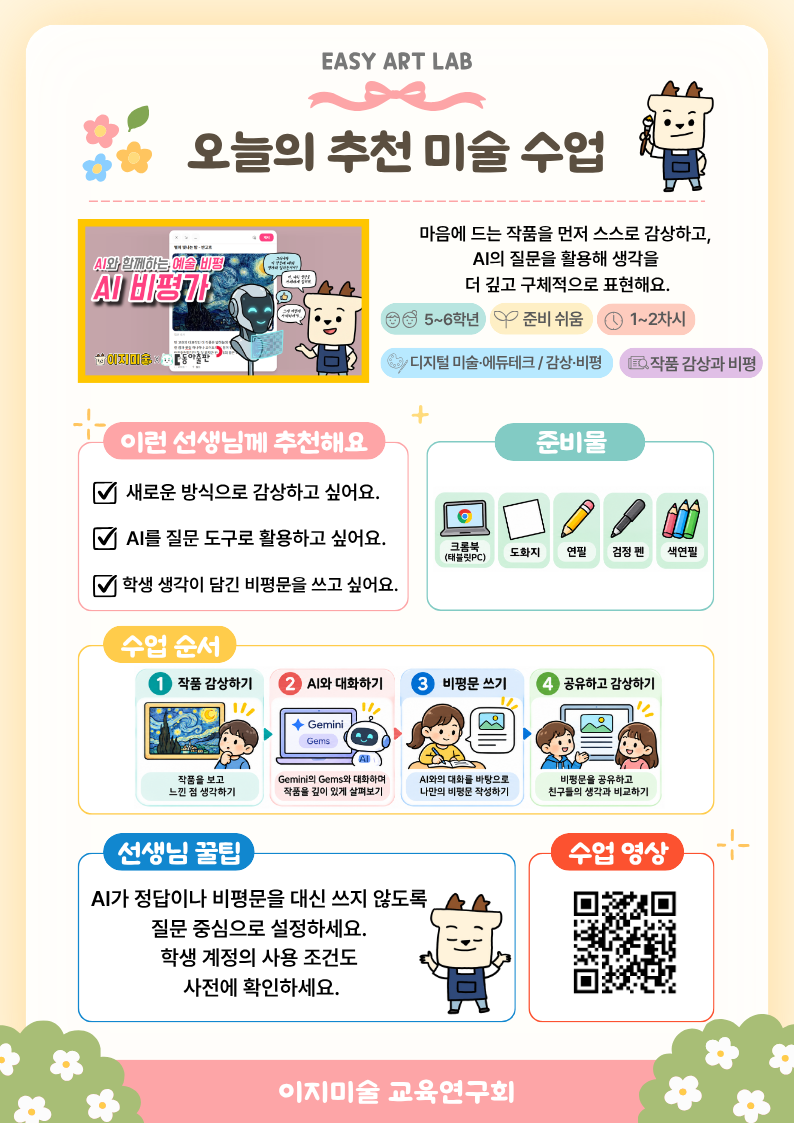 EASY ART LAB
오늘의 추천 미술 수업
AI와 함께하는 예술 비평
AI 비평가
이지미술 × 동아출판
마음에 드는 작품을 먼저 스스로 감상하고,
AI의 질문을 활용해 생각을
더 깊고 구체적으로 표현해요.
5~6학년
준비 쉬움
1~2차시
디지털 미술·에듀테크 / 감상·비평
작품 감상과 비평
이런 선생님께 추천해요
새로운 방식으로 감상하고 싶어요.
AI를 질문 도구로 활용하고 싶어요.
학생 생각이 담긴 비평문을 쓰고 싶어요.
준비물
크롬북
(태블릿PC)
도화지
연필
검정 펜
색연필
수업 순서
1 작품 감상하기
작품을 보고
느낀 점 생각하기
2 AI와 대화하기
Gemini
Gems
AI
Gemini의 Gems와 대화하며
작품을 깊이 있게 살펴보기
3 비평문 쓰기
AI와의 대화를 바탕으로
나만의 비평문 작성하기
4 공유하고 감상하기
비평문을 공유하고
친구들의 생각과 비교하기
선생님 꿀팁
AI가 정답이나 비평문을 대신 쓰지 않도록
질문 중심으로 설정하세요.
학생 계정의 사용 조건도
사전에 확인하세요.
수업 영상
이지미술 교육연구회